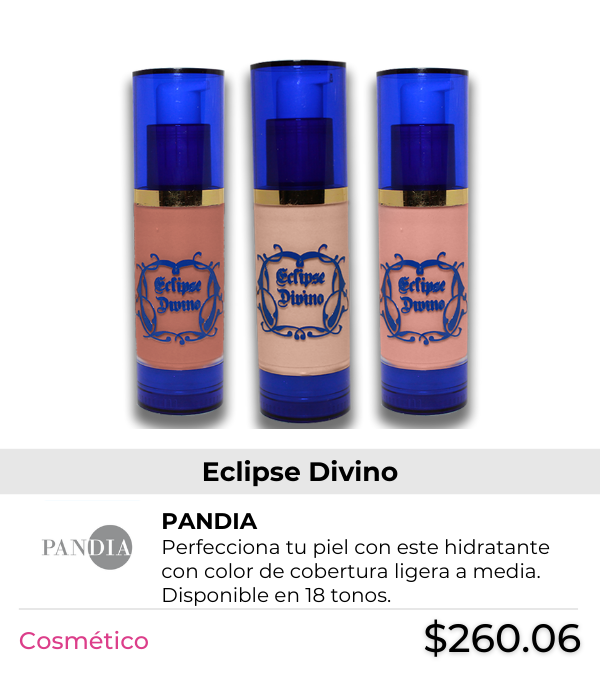 Eclipse
Divino
Eclipse
Divino
Eclipse
Divino
Eclipse Divino
PANDIA
PANDIA
Perfecciona tu piel con este hidratante
con color de cobertura ligera a media.
Disponible en 18 tonos.
Cosmético
$260.06